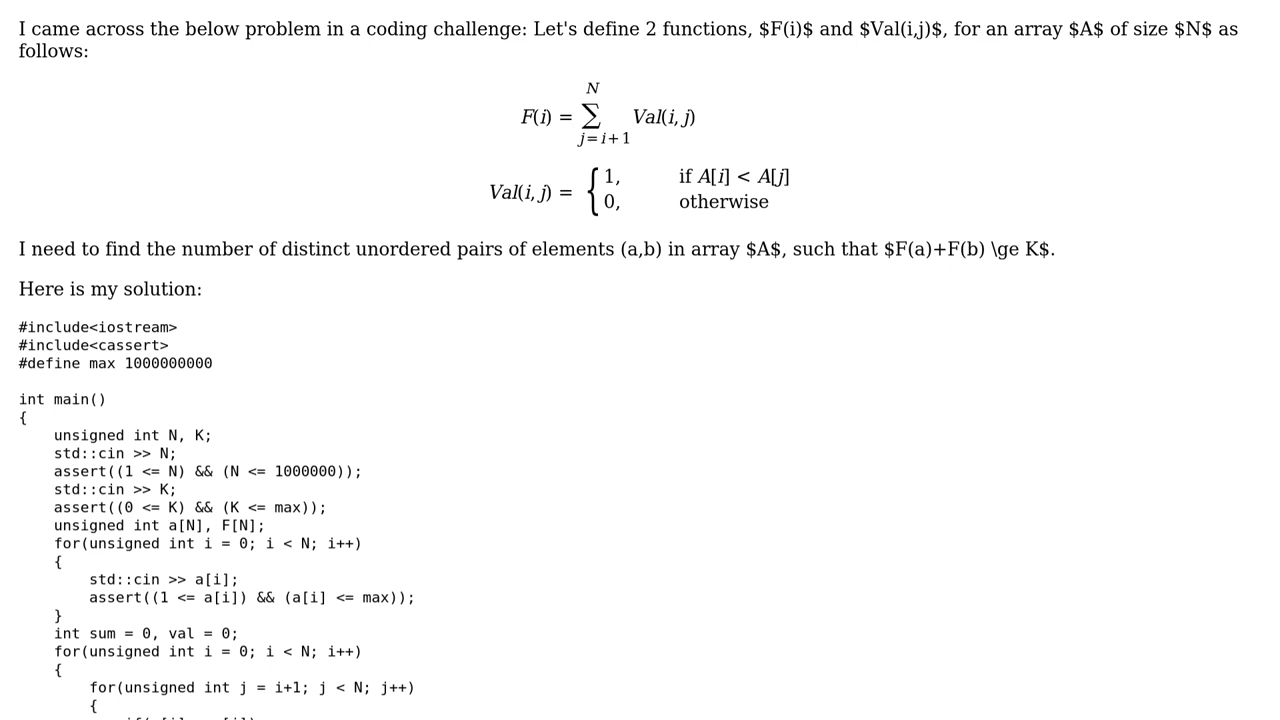 I came across the below problem in a coding challenge: Let's define 2 functions, $F(i)$ and $Val(i,j)$, for an array $A$ of size $N$ as
follows:
F(i) = \sum_{j=i+1}^{N} Val(i, j)
Val(i, j) = { 1, if A[i] < A[j]
0, otherwise
I need to find the number of distinct unordered pairs of elements (a,b) in array $A$, such that $F(a)+F(b) \ge K$.
Here is my solution:
#include<iostream>
#include<cassert>
#define max 1000000000
int main()
{
    unsigned int N, K;
    std::cin >> N;
    assert((1 <= N) && (N <= 1000000));
    std::cin >> K;
    assert((0 <= K) && (K <= max));
    unsigned int a[N], F[N];
    for(unsigned int i = 0; i < N; i++)
    {
        std::cin >> a[i];
        assert((1 <= a[i]) && (a[i] <= max));
    }
    int sum = 0, val = 0;
    for(unsigned int i = 0; i < N; i++)
    {
        for(unsigned int j = i+1; j < N; j++)
        {